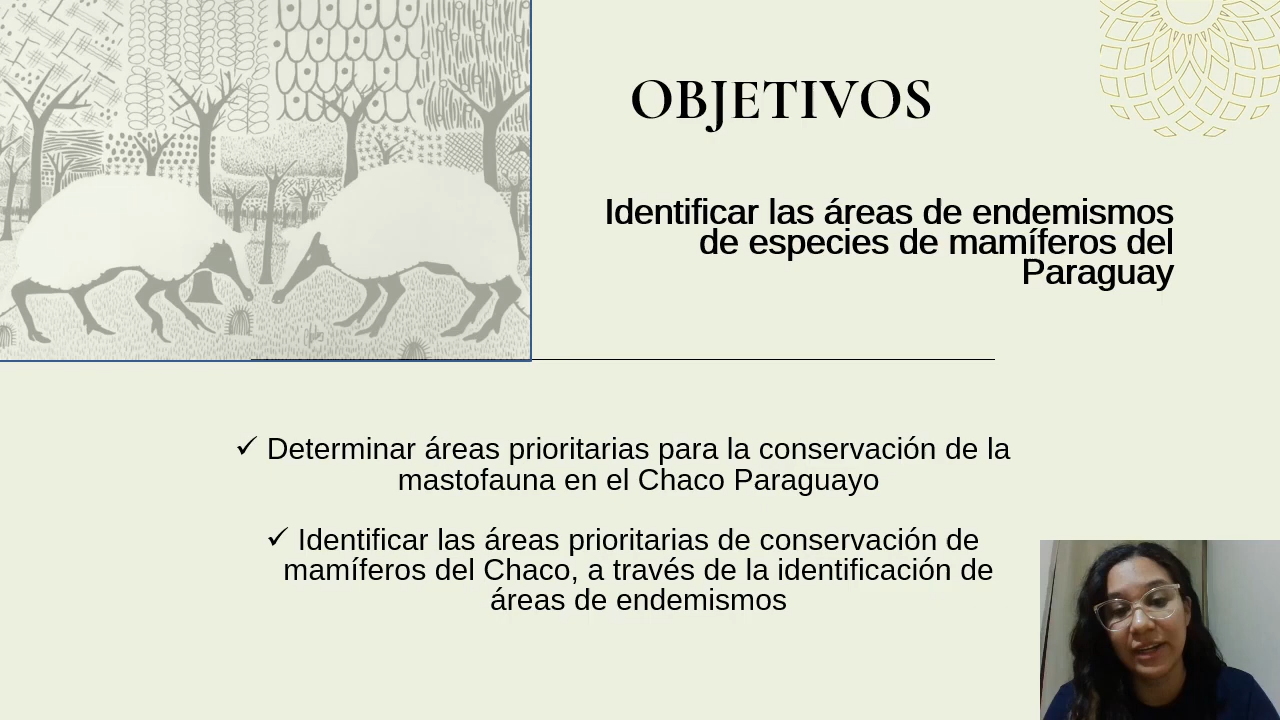 OBJETIVOS
Identificar las áreas de endemismos
de especies de mamíferos del
Paraguay
✓ Determinar áreas prioritarias para la conservación de la
mastofauna en el Chaco Paraguayo
✓ Identificar las áreas prioritarias de conservación de
mamíferos del Chaco, a través de la identificación de
áreas de endemismos